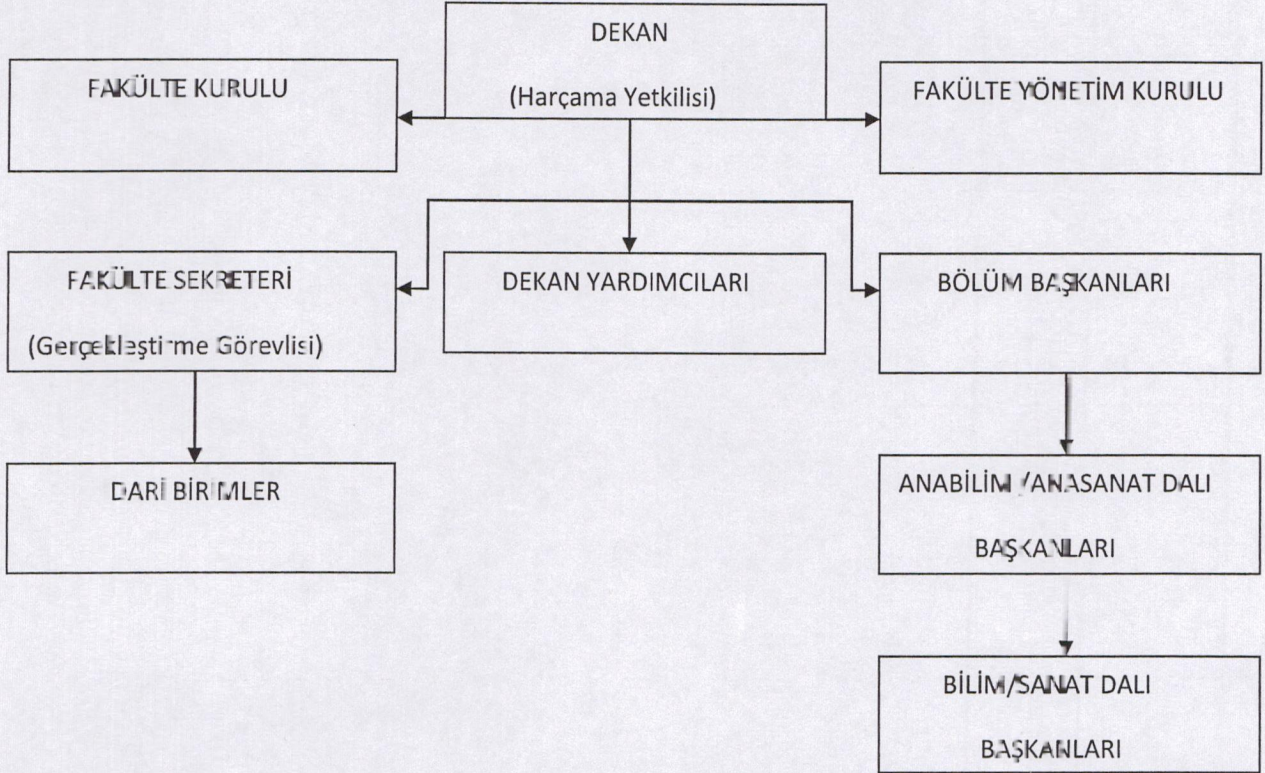 DEKAN
(Harçama Yetkilisi)
FAKÜLTE KURULU
FAKÜLTE YÖNETİM KURULU
FAKÜLTE SEKRETERİ
(Gerçekleştirme Görevlisi)
DEKAN YARDIMCILARI
BÖLÜM BAŞKANLARI
DARİ BİRİMLER
ANABİLİM /ANASANAT DALI
BAŞKANLARI
BİLİM/SANAT DALI
BAŞKANLARI